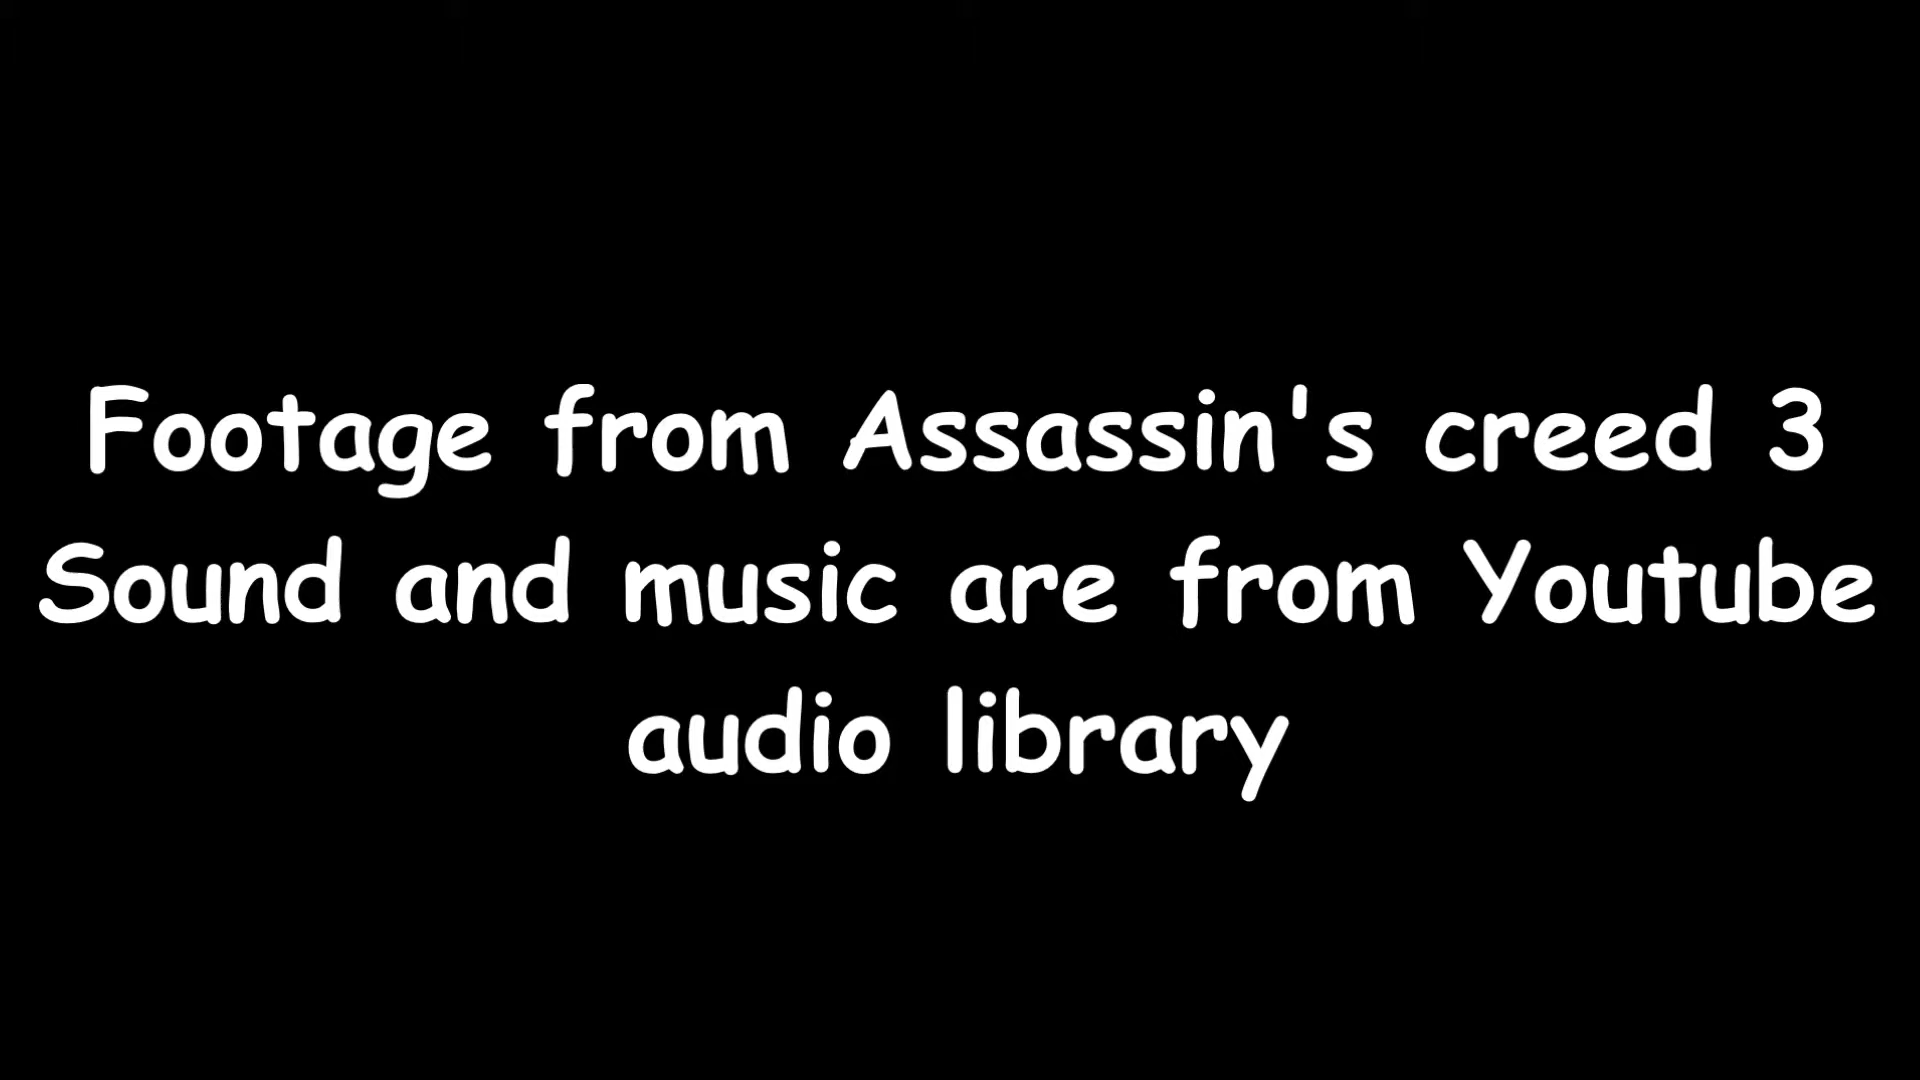 Footage from Assassin's creed 3
Sound and music are from Youtube
audio library